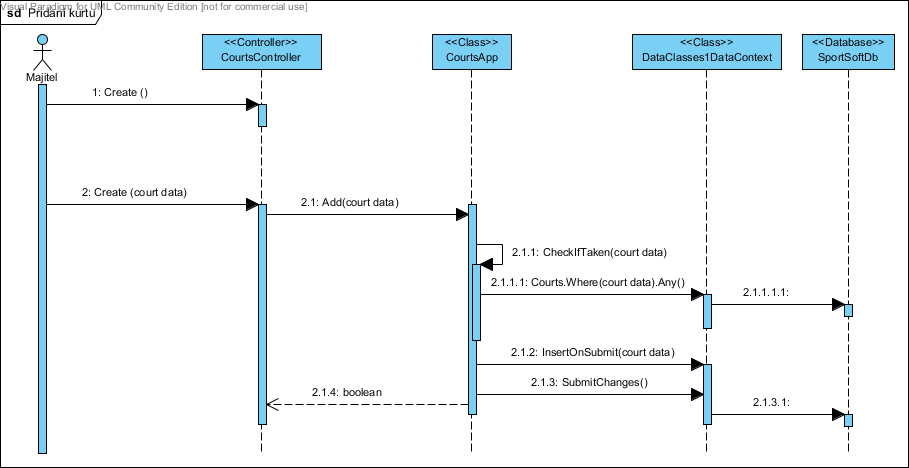 Visual Paradigm for UML Community Edition [not for commercial use]
sd Pridani kurtu
<<Controller>>
CourtsController
<<Class>>
CourtsApp
<<Class>>
DataClasses1DataContext
<<Database>>
SportSoftDb
Majitel
1: Create ()
2: Create (court data)
2.1: Add(court data)
2.1.1: CheckIfTaken(court data)
2.1.1.1: Courts.Where(court data).Any()
2.1.1.1.1:
2.1.2: InsertOnSubmit(court data)
2.1.3: SubmitChanges()
2.1.4: boolean
2.1.3.1: